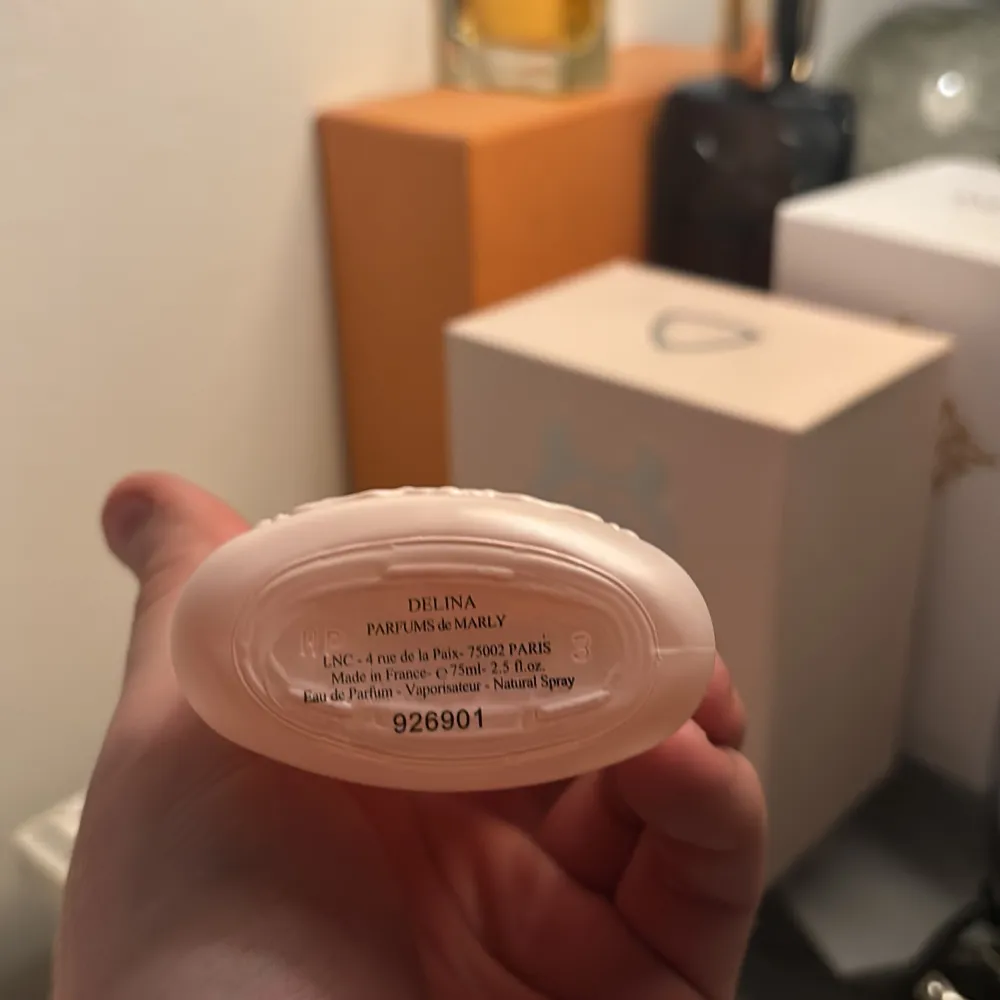 DELINA
PARFUMS de MARLY
LNC - 4 rue de la Paix- 75002 PARIS
Made in France- ℮75ml- 2.5 fl.oz.
Eau de Parfum - Vaporisateur - Natural Spray
926901
3